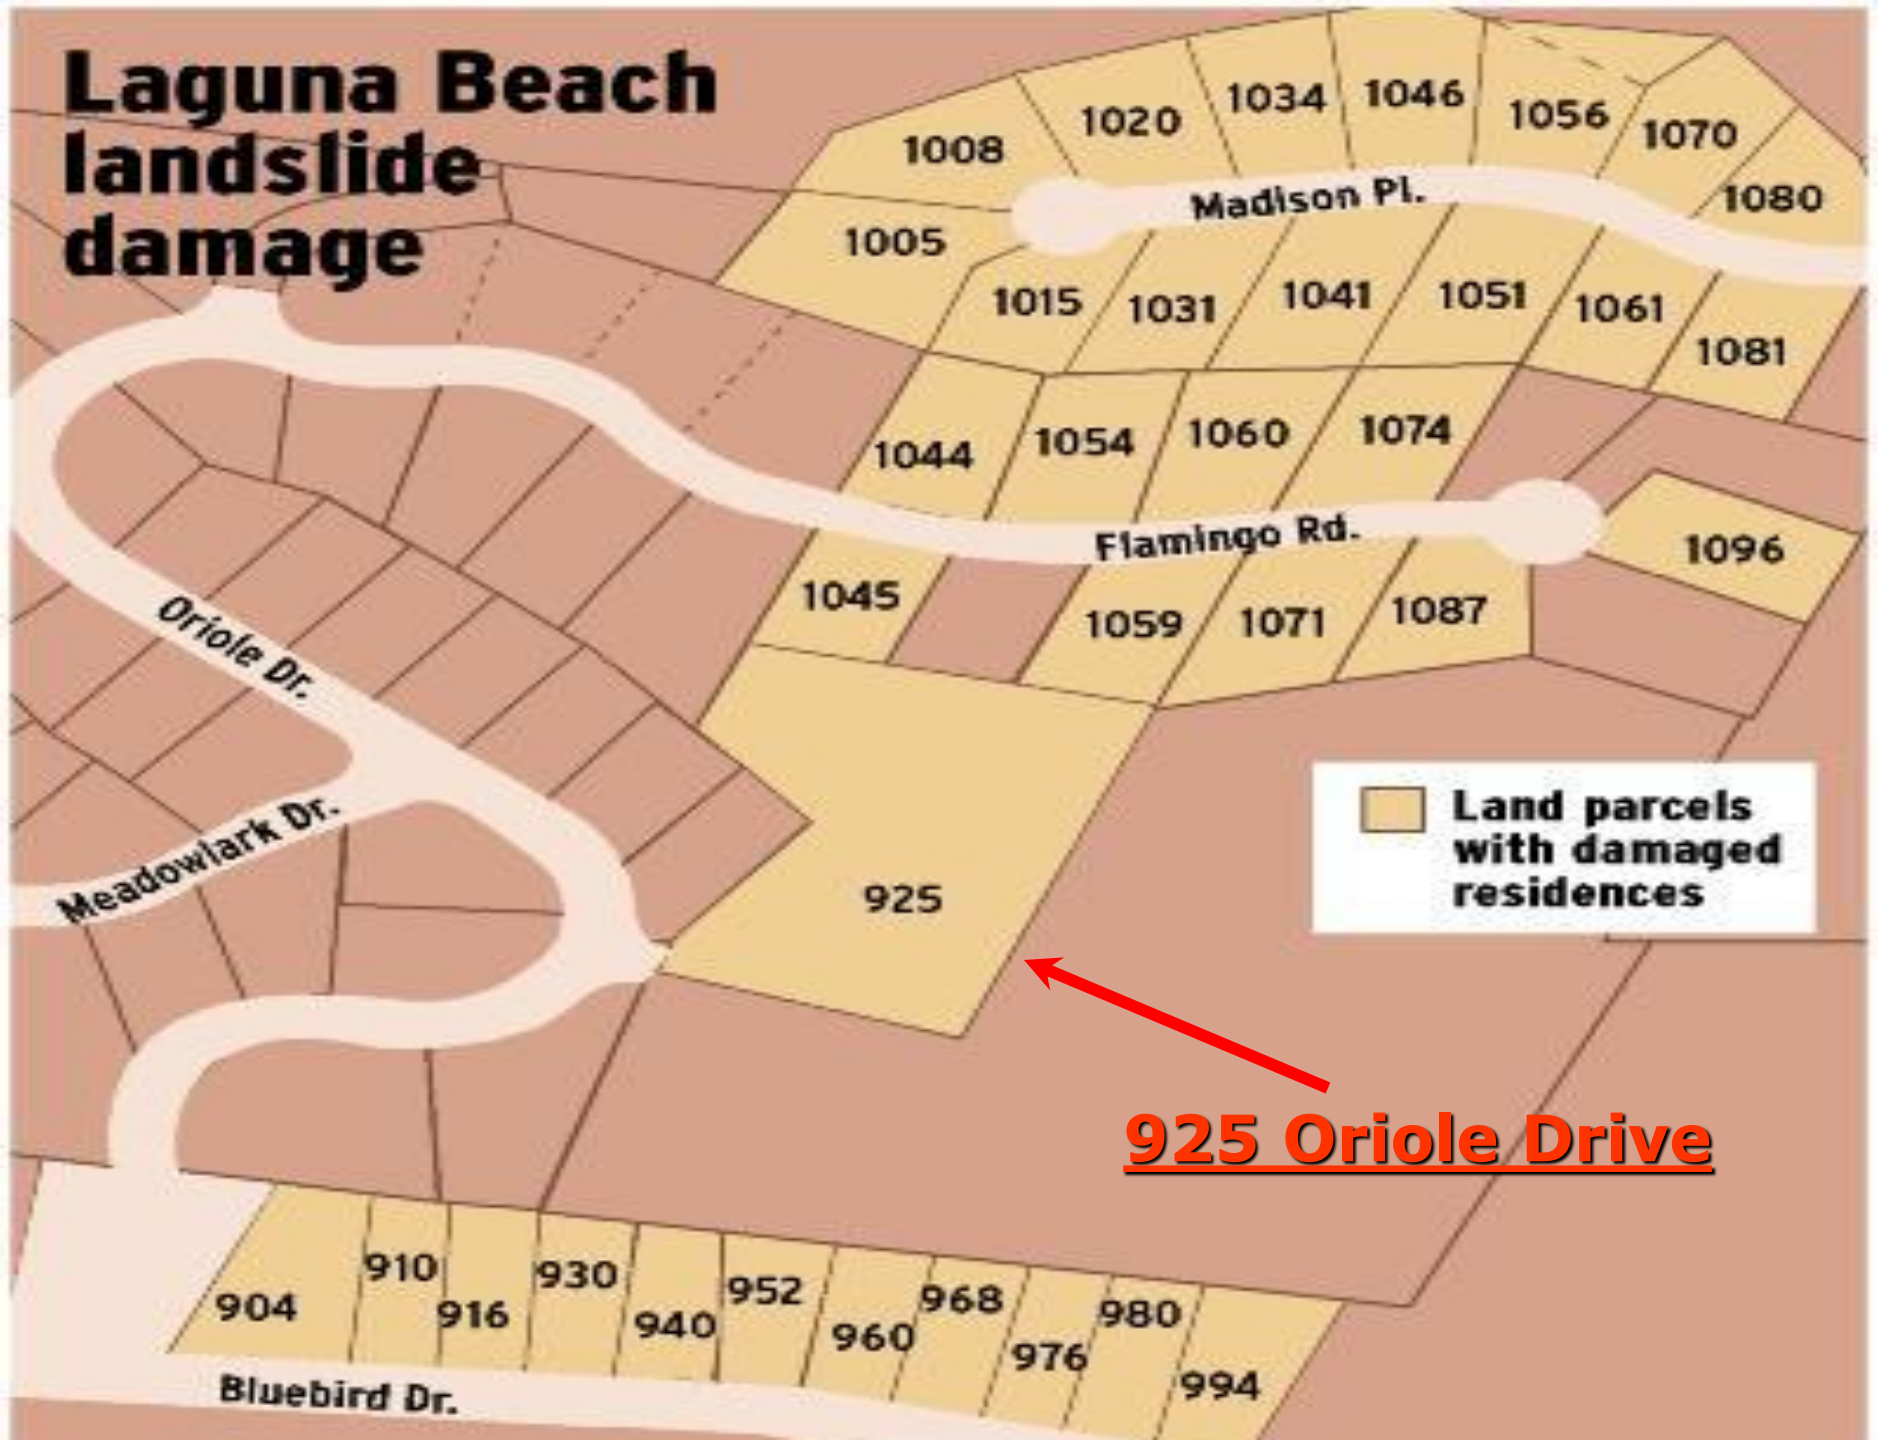 Laguna Beach
landslide
damage
1008
1020
1034
1046
1056
1070
1080
Madison Pl.
1005
1015
1031
1041
1051
1061
1081
1044
1054
1060
1074
Flamingo Rd.
1096
1045
1059
1071
1087
Oriole Dr.
Meadowlark Dr.
Land parcels
with damaged
residences
925
925 Oriole Drive
904
910
916
930
940
952
960
968
976
980
994
Bluebird Dr.